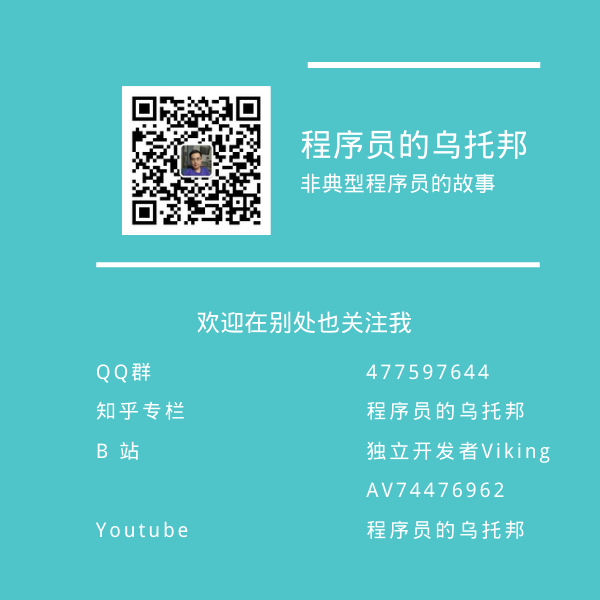 程序员的乌托邦
非典型程序员的故事
欢迎在别处也关注我
QQ群 477597644
知乎专栏 程序员的乌托邦
B 站 独立开发者Viking
AV74476962
Youtube 程序员的乌托邦